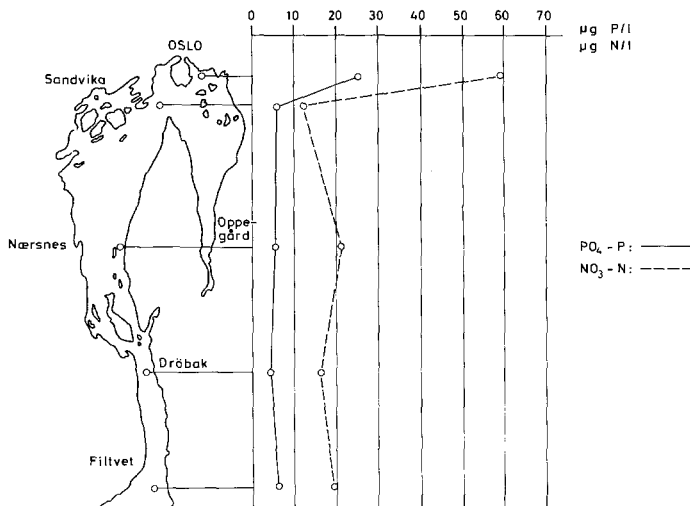 0 10 20 30 40 50 60 70
µg P/l
µg N/l
OSLO
Sandvika
Oppe-
gård
Nærsnes
PO₄-P:
NO₃-N:
Dröbak
Filtvet